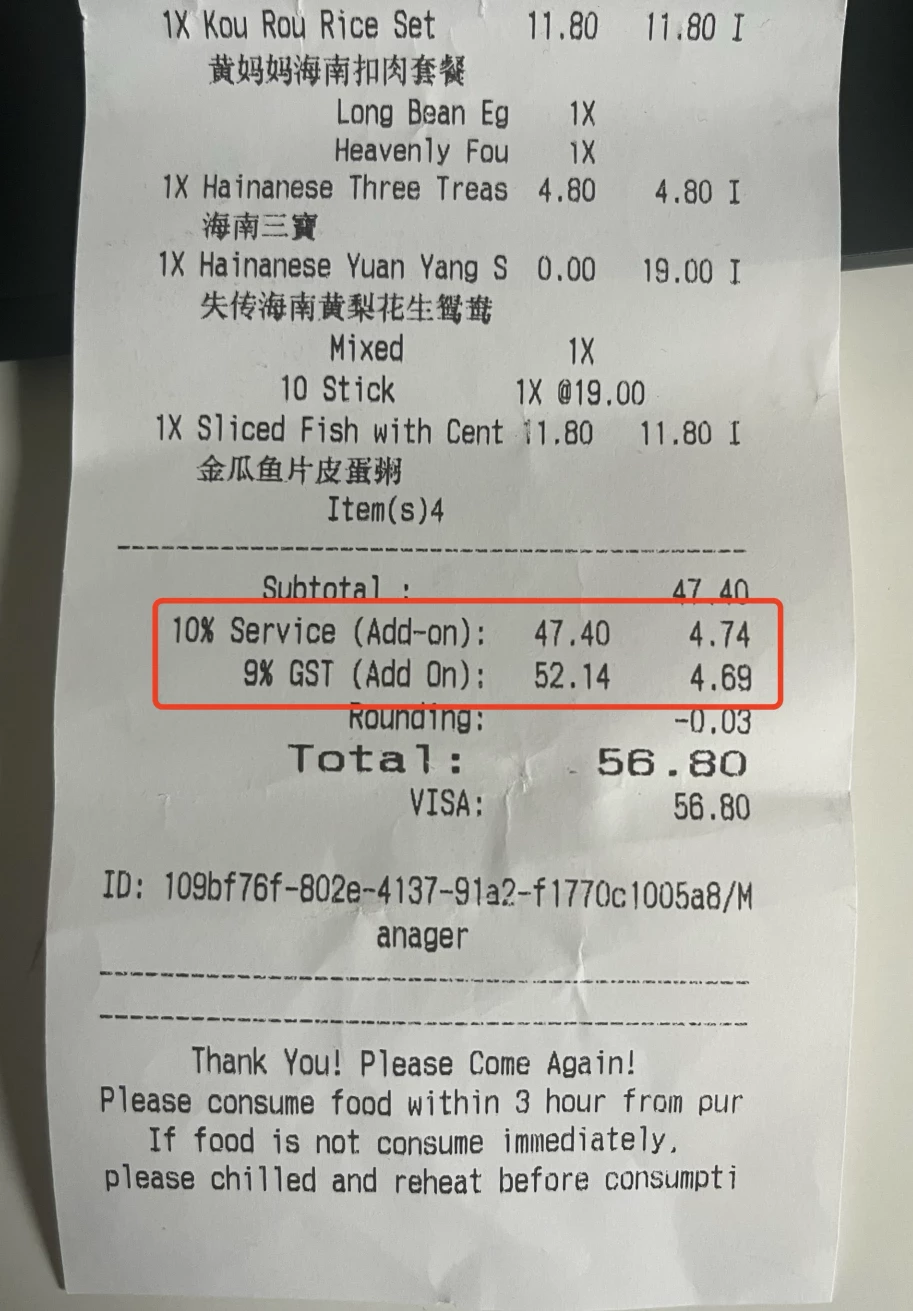 1X Kou Rou Rice Set 11.80 11.80 I
黄妈妈海南扣肉套餐
Long Bean Eg 1X
Heavenly Fou 1X
1X Hainanese Three Treas 4.80 4.80 I
海南三寶
1X Hainanese Yuan Yang S 0.00 19.00 I
失传海南黄梨花生鸳鸯
Mixed 1X
10 Stick 1X @19.00
1X Sliced Fish with Cent 11.80 11.80 I
金瓜鱼片皮蛋粥
Item(s)4
Subtotal : 47.40
10% Service (Add-on): 47.40 4.74
9% GST (Add On): 52.14 4.69
Rounding: -0.03
Total: 56.80
VISA: 56.80
ID: 109bf76f-802e-4137-91a2-f1770c1005a8/M
anager
Thank You! Please Come Again!
Please consume food within 3 hour from pur
If food is not consume immediately,
please chilled and reheat before consumpti